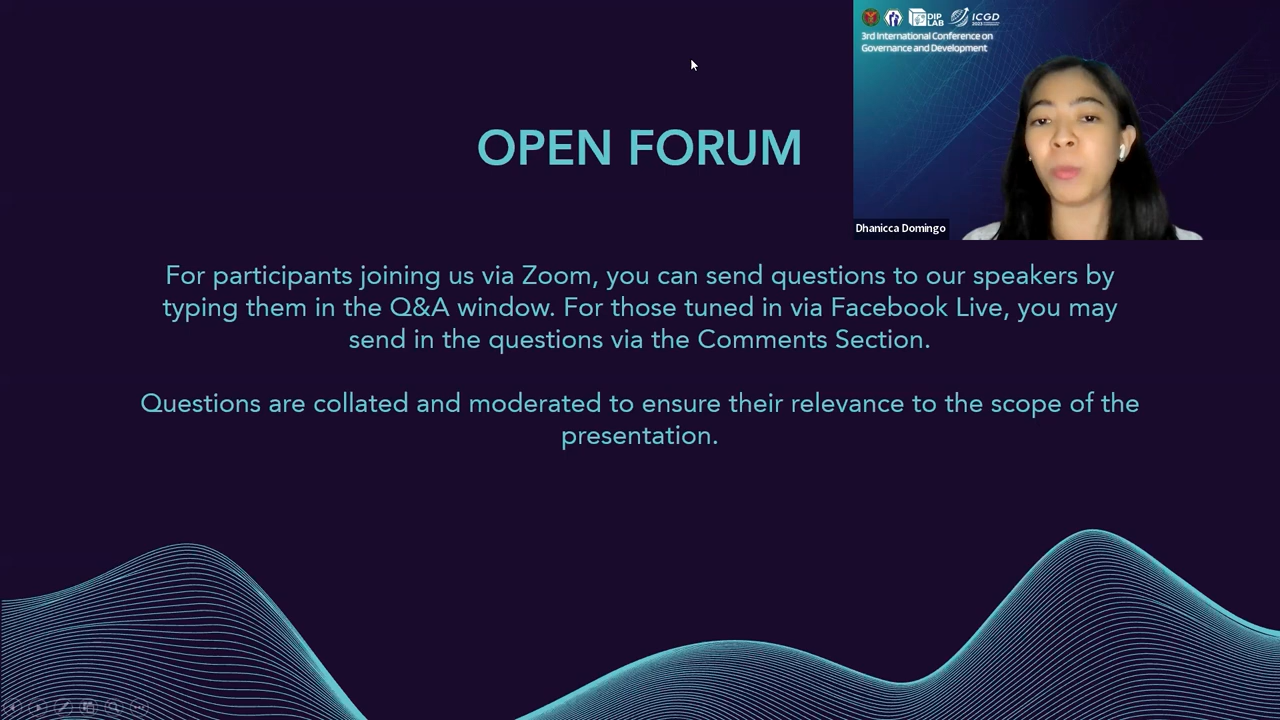 DIP
LAB
ICGD
3rd International Conference on
Governance and Development
OPEN FORUM
Dhanicca Domingo
For participants joining us via Zoom, you can send questions to our speakers by
typing them in the Q&A window. For those tuned in via Facebook Live, you may
send in the questions via the Comments Section.
Questions are collated and moderated to ensure their relevance to the scope of the
presentation.